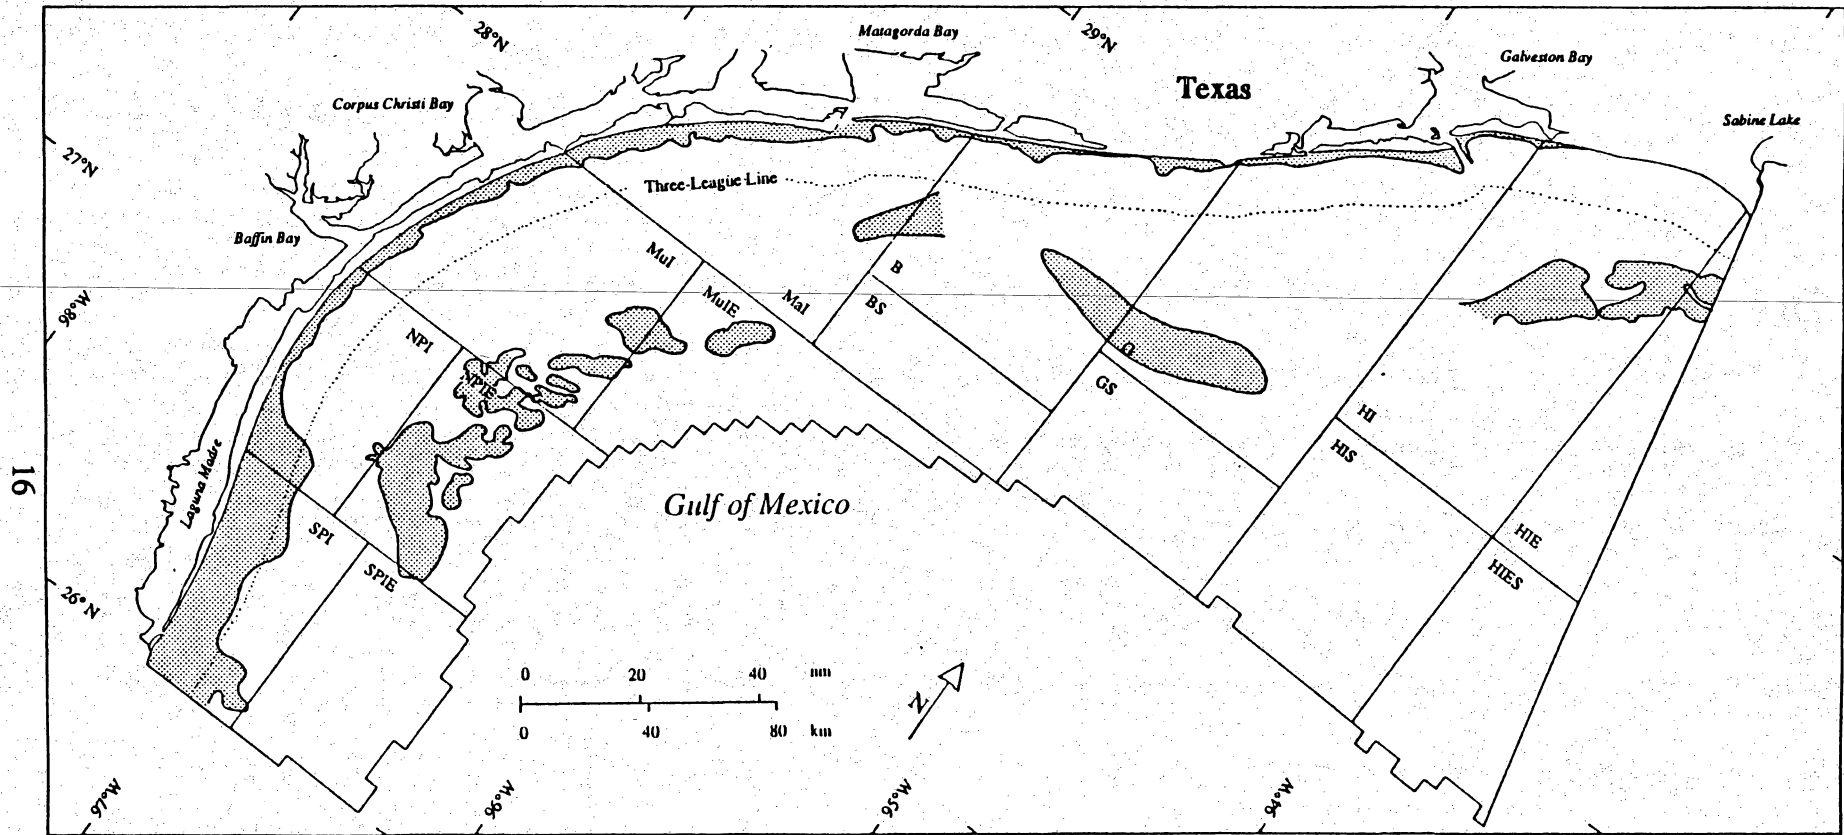 28°N
Matagorda Bay
29°N
Galveston Bay
Texas
Corpus Christi Bay
Sabine Lake
27°N
Three-League Line
Baffin Bay
MuI
B
98°W
MuIE
MaI
BS
NPI
G
NPIE
GS
HI
HIS
Laguna Madre
16
Gulf of Mexico
SPI
HIE
SPIE
HIES
26°N
0 20 40 nm
N
0 40 80 km
97°W
96°W
95°W
94°W